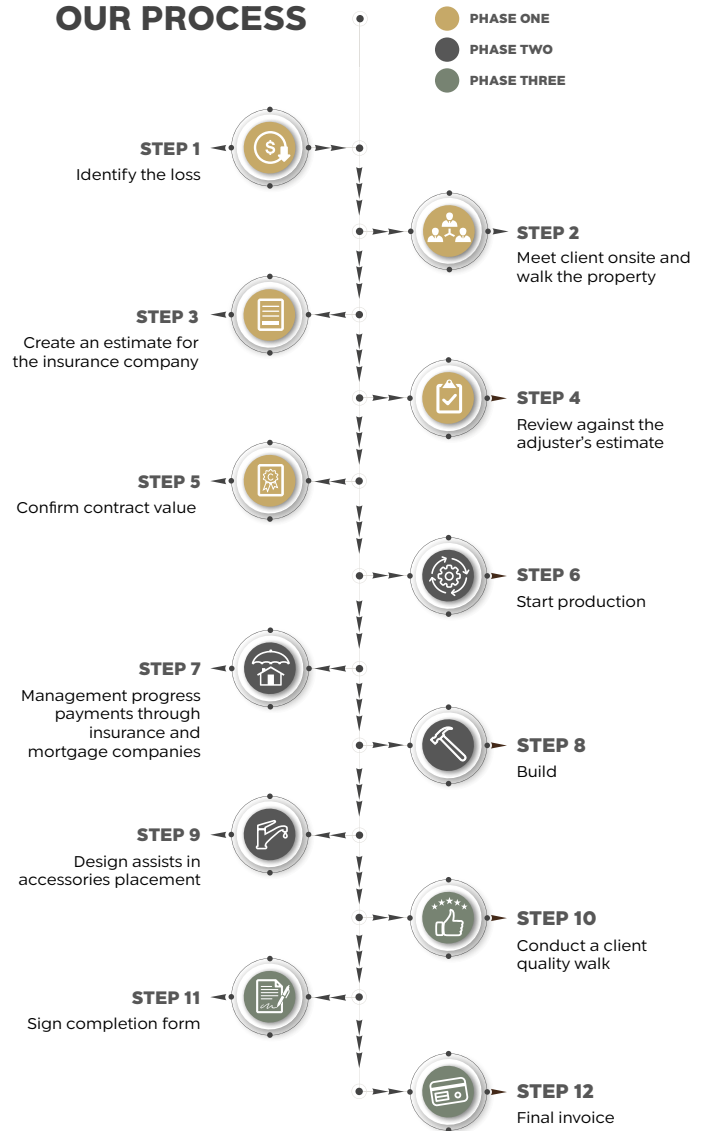 OUR PROCESS
PHASE ONE
PHASE TWO
PHASE THREE
STEP 1
Identify the loss
STEP 2
Meet client onsite and
walk the property
STEP 3
Create an estimate for
the insurance company
STEP 4
Review against the
adjuster's estimate
STEP 5
Confirm contract value
STEP 6
Start production
STEP 7
Management progress
payments through
insurance and
mortgage companies
STEP 8
Build
STEP 9
Design assists in
accessories placement
STEP 10
Conduct a client
quality walk
STEP 11
Sign completion form
STEP 12
Final invoice